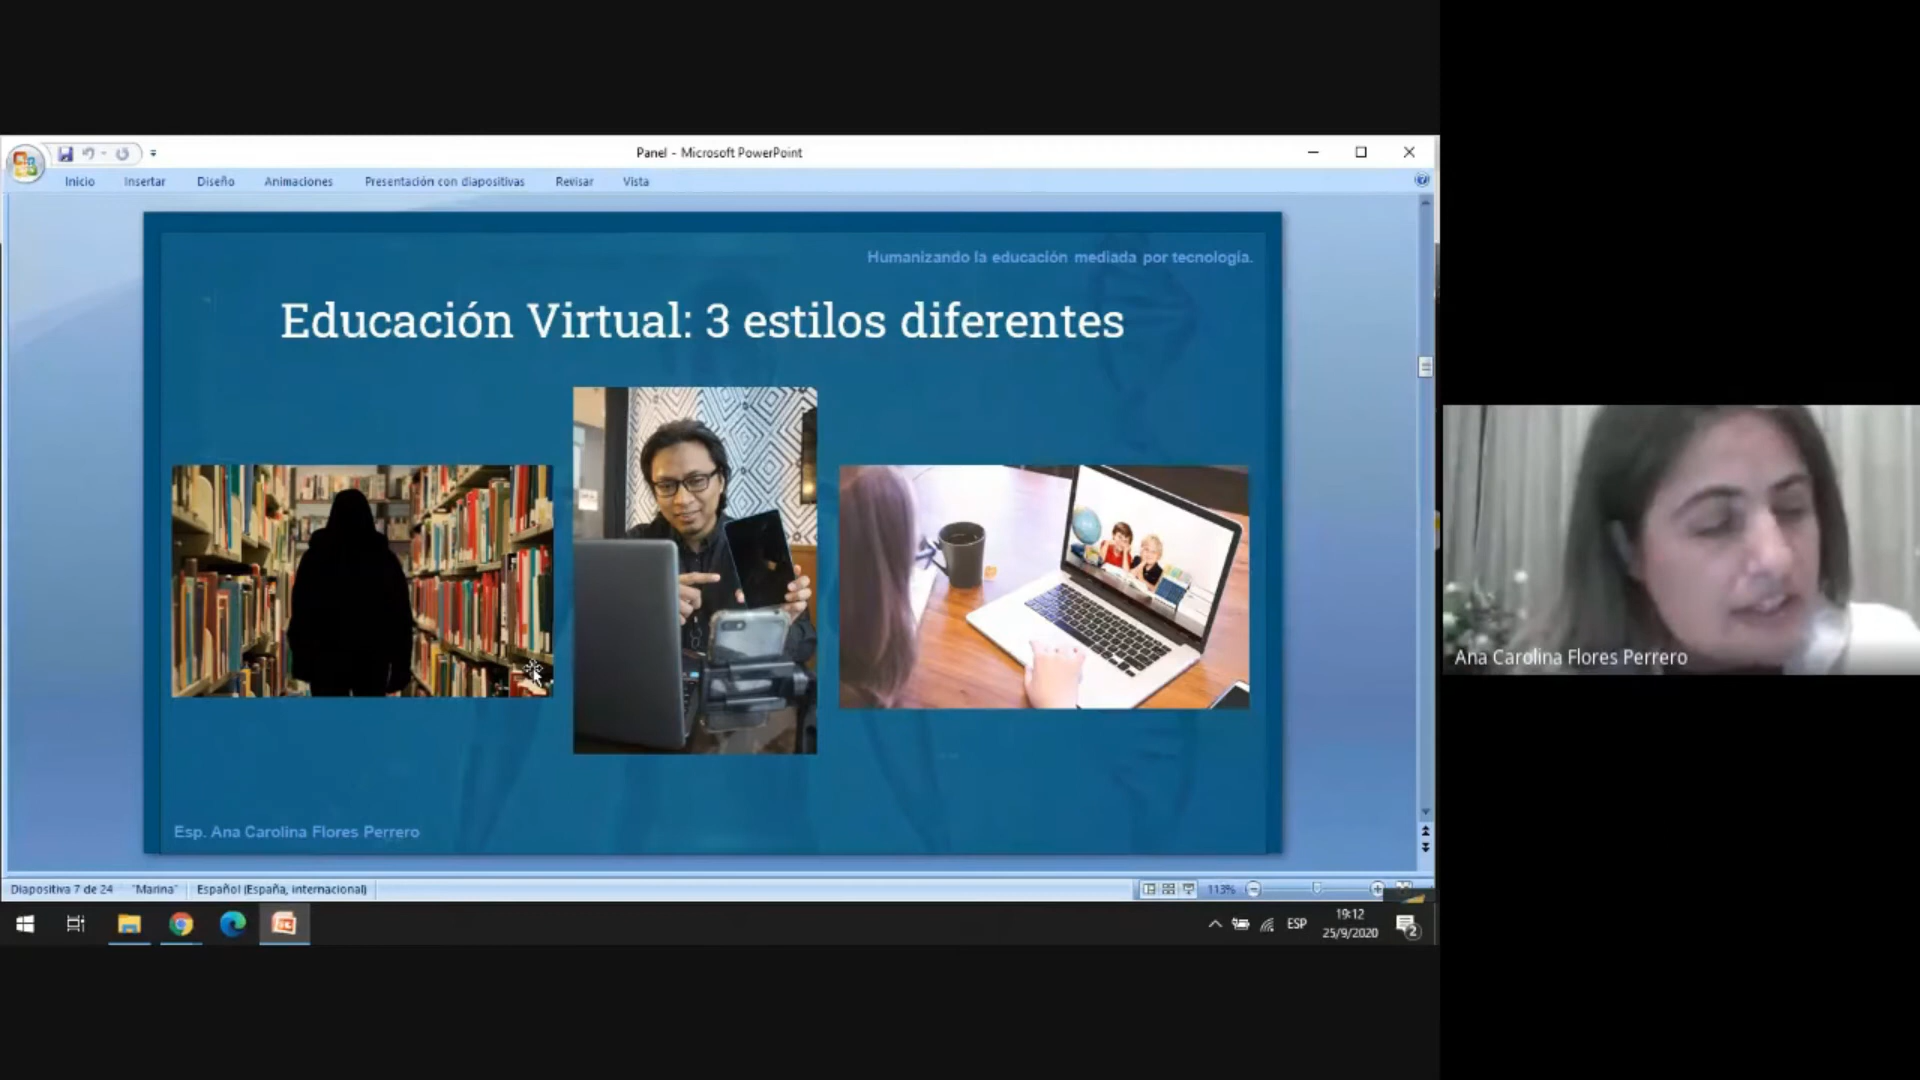 Panel - Microsoft PowerPoint
Inicio Insertar Diseño Animaciones Presentación con diapositivas Revisar Vista
Humanizando la educación mediada por tecnología.
Educación Virtual: 3 estilos diferentes
Esp. Ana Carolina Flores Perrero
Ana Carolina Flores Perrero
Diapositiva 7 de 24 "Marina" Español (España, internacional) 113%
ESP
19:12
25/9/2020
2